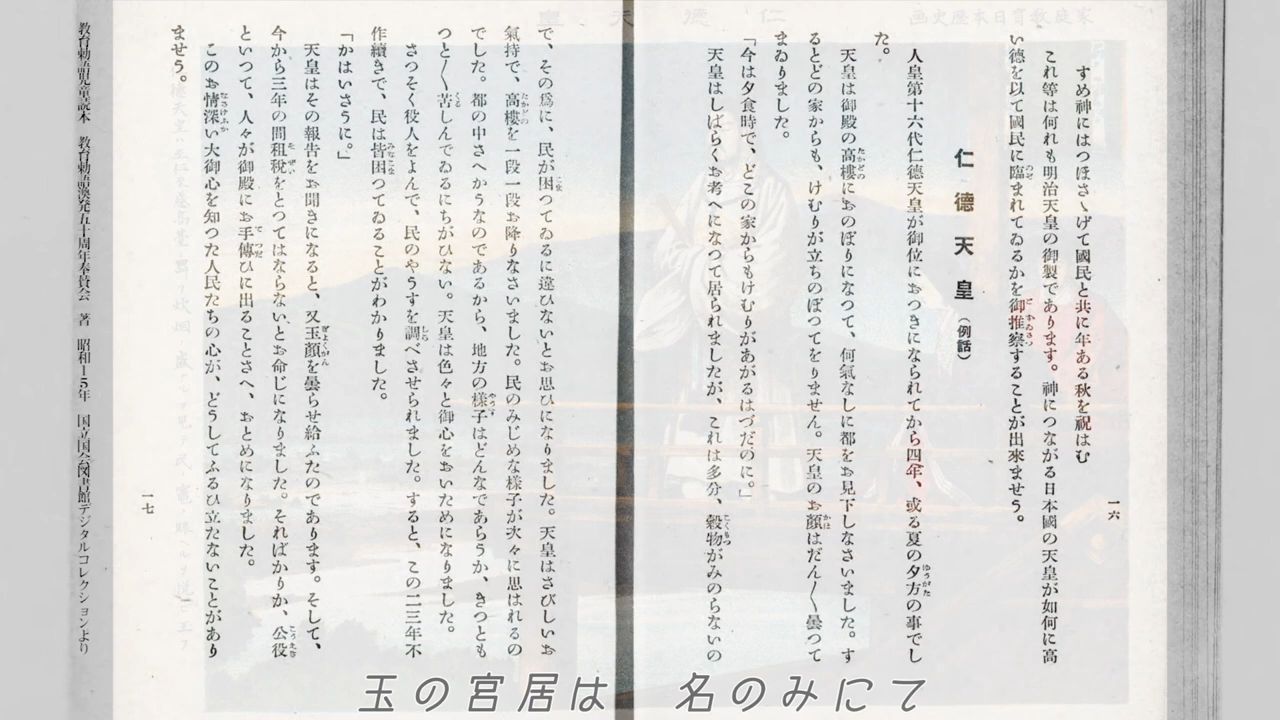 すめ神にはつほさゝげて國民と共に年ある秋を祝はむ
これ等は何れも明治天皇の御製であります。神につながる日本國の天皇が如何に高
い德を以て國民に臨まれてゐるかを御推察することが出來ませう。
仁德天皇(例話)
人皇第十六代仁德天皇が御位におつきになられてから四年、或る夏の夕方の事でし
た。
天皇は御殿の高樓におのぼりになつて、何氣なしに都をお見下しなさいました。す
るとどの家からも、けむりが立ちのぼつてをりません。天皇のお顏はだん〳〵曇つて
まゐりました。
「今は夕食時で、どこの家からもけむりがあがるはづだのに。」
天皇はしばらくお考へになつて居られましたが、これは多分、穀物がみのらないの
一六
で、その爲に、民が困つてゐるに違ひないとお思ひになりました。天皇はさびしいお
氣持で、高樓を一段一段お降りなさいました。民のみじめな樣子が次々に思はれるの
でした。都の中さへかうなのであるから、地方の樣子はどんなであらうか、きつとも
つと〳〵苦しんでゐるにちがひない。天皇は色々と御心をおいためになりました。
さつそく役人をよんで、民のやうすを調べさせられました。すると、この二三年不
作續きで、民は皆困つてゐることがわかりました。
「かはいさうに。」
天皇はその報告をお聞きになると、又玉顏を曇らせ給ふたのであります。そして、
今から三年の間租稅をとつてはならないとお命じになりました。そればかりか、公役
といつて、人々が御殿にお手傳ひに出ることさへ、おとめになりました。
このお情深い大御心を知つた人民たちの心が、どうしてふるひ立たないことがあり
ませう。
一七
教育勅語児童読本 教育勅語渙発五十周年奉賛会 著 昭和15年 国立国会図書館デジタルコレクションより
家庭教育日本歴史画
仁德天皇
玉の宮居は 名のみにて